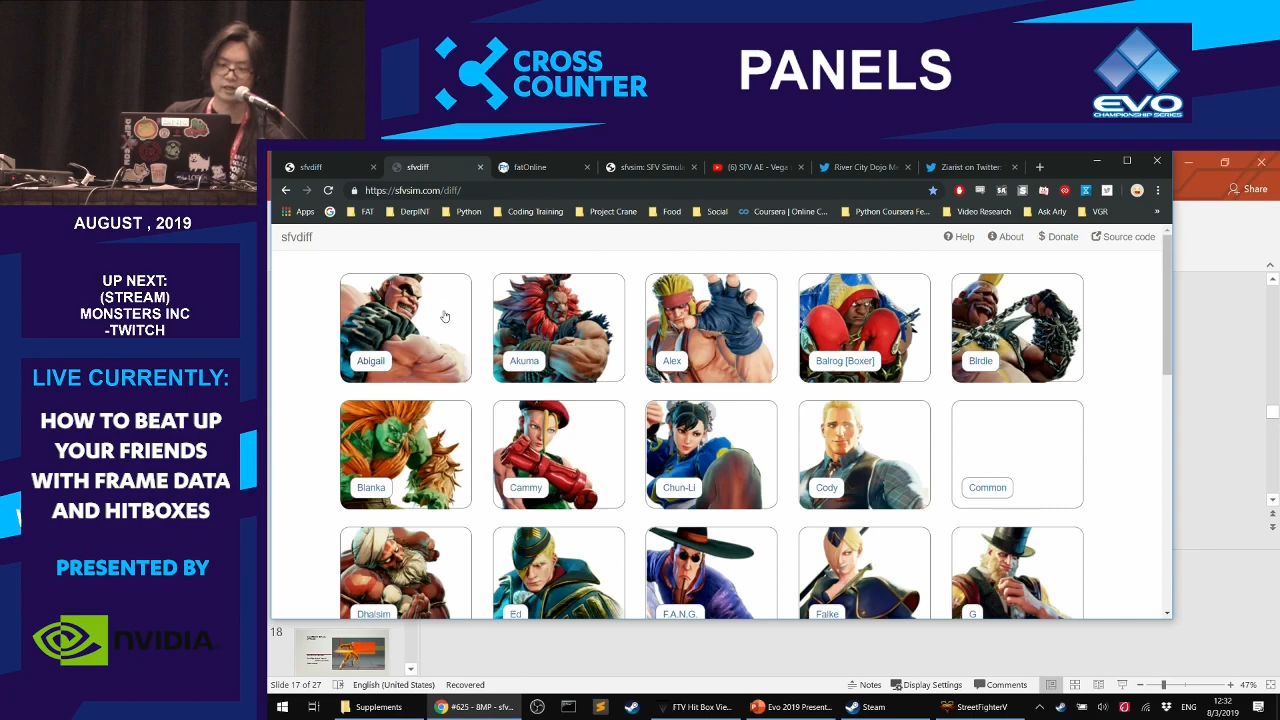 CROSS
COUNTER
PANELS
EVO
CHAMPIONSHIP SERIES
AUGUST , 2019
UP NEXT:
(STREAM)
MONSTERS INC
-TWITCH
LIVE CURRENTLY:
HOW TO BEAT UP
YOUR FRIENDS
WITH FRAME DATA
AND HITBOXES
PRESENTED BY
NVIDIA
sfvdiff
sfvdiff
fatOnline
sfvsim: SFV Simul
(6) SFV AE - Vega
River City Dojo M
Ziarist on Twitter:
https://sfvsim.com/diff/
Share
Apps
FAT
DerpINT
Python
Coding Training
Project Crane
Food
Social
Coursera | Online C...
Python Coursera Fe...
Video Research
Ask Arly
VGR
»
sfvdiff
Help
About
$ Donate
Source code
Abigail
Akuma
Alex
Balrog [Boxer]
Birdie
Blanka
Cammy
Chun-Li
Cody
Common
Dhalsim
Ed
F.A.N.G.
Falke
G
18
Slide 17 of 27
English (United States)
Recovered
Notes
Display Settings
Comments
47%
Supplements
#625 - 8MP - sfv...
FTV Hit Box Vie...
Evo 2019 Present...
Steam
StreetFighterV
12:32
8/3/2019